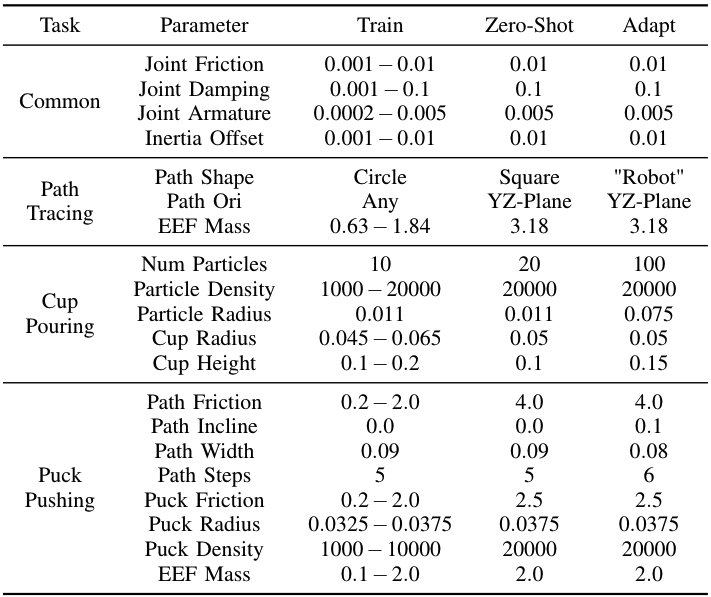 Task Parameter Train Zero-Shot Adapt
Common
Joint Friction 0.001 − 0.01 0.01 0.01
Joint Damping 0.001 − 0.1 0.1 0.1
Joint Armature 0.0002 − 0.005 0.005 0.005
Inertia Offset 0.001 − 0.01 0.01 0.01
Path
Tracing
Path Shape Circle Square "Robot"
Path Ori Any YZ-Plane YZ-Plane
EEF Mass 0.63 − 1.84 3.18 3.18
Cup
Pouring
Num Particles 10 20 100
Particle Density 1000 − 20000 20000 20000
Particle Radius 0.011 0.011 0.075
Cup Radius 0.045 − 0.065 0.05 0.05
Cup Height 0.1 − 0.2 0.1 0.15
Puck
Pushing
Path Friction 0.2 − 2.0 4.0 4.0
Path Incline 0.0 0.0 0.1
Path Width 0.09 0.09 0.08
Path Steps 5 5 6
Puck Friction 0.2 − 2.0 2.5 2.5
Puck Radius 0.0325 − 0.0375 0.0375 0.0375
Puck Density 1000 − 10000 20000 20000
EEF Mass 0.1 − 2.0 2.0 2.0